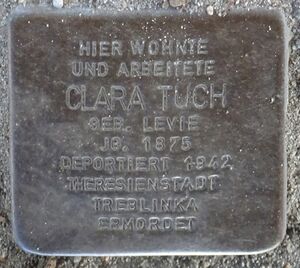 HIER WOHNTE
UND ARBEITETE
CLARA TUCH
GEB. LEVIE
JG. 1875
DEPORTIERT 1942
THERESIENSTADT
TREBLINKA
ERMORDET